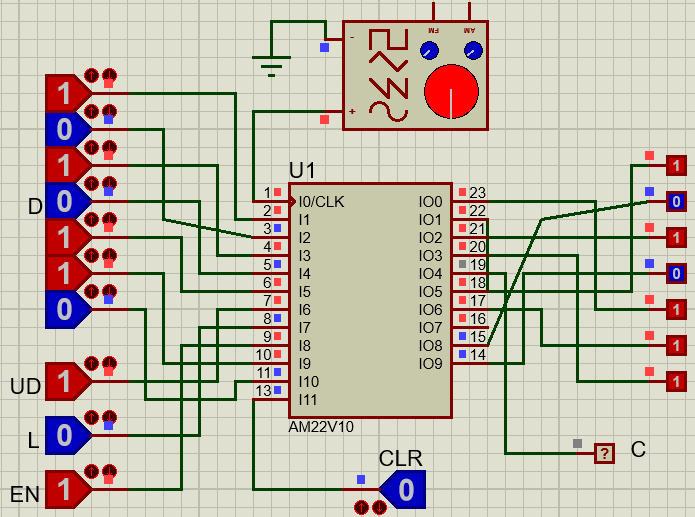 FM AM
-
+
1
0
1
D 0
1
1
0
UD 1
L 0
EN 1
U1
1 I0/CLK IO0 23
2 I1 IO1 22
3 I2 IO2 21
4 I3 IO3 20
5 I4 IO4 19
6 I5 IO5 18
7 I6 IO6 17
8 I7 IO7 16
9 I8 IO8 15
10 I9 IO9 14
11 I10
13 I11
AM22V10
CLR
0
1
0
1
0
1
1
1
? C